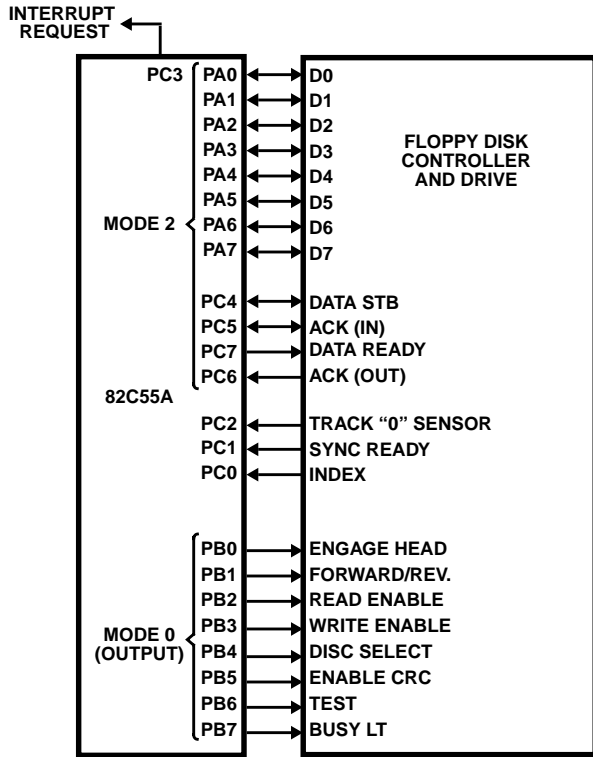 INTERRUPT
REQUEST
PC3 PA0 D0
PA1 D1
PA2 D2
PA3 D3
PA4 D4
PA5 D5
PA6 D6
PA7 D7
FLOPPY DISK
CONTROLLER
AND DRIVE
MODE 2
PC4 DATA STB
PC5 ACK (IN)
PC7 DATA READY
PC6 ACK (OUT)
82C55A
PC2 TRACK “0” SENSOR
PC1 SYNC READY
PC0 INDEX
PB0 ENGAGE HEAD
PB1 FORWARD/REV.
PB2 READ ENABLE
PB3 WRITE ENABLE
PB4 DISC SELECT
PB5 ENABLE CRC
PB6 TEST
PB7 BUSY LT
MODE 0
(OUTPUT)